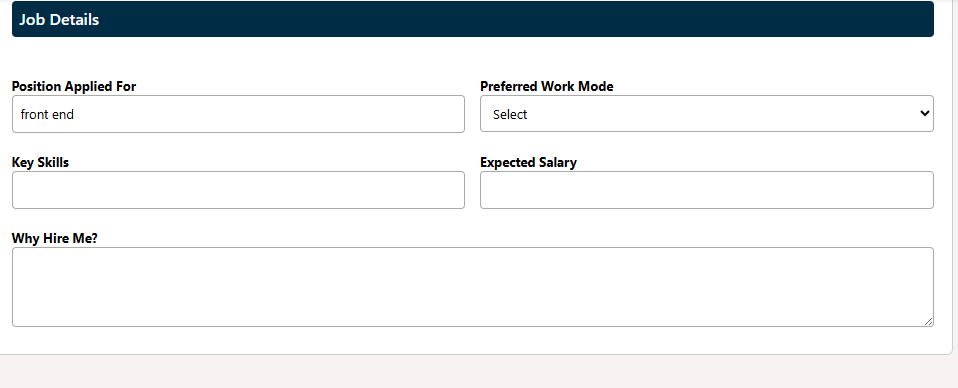 Job Details
Position Applied For
Preferred Work Mode
front end
Select
Key Skills
Expected Salary
Why Hire Me?